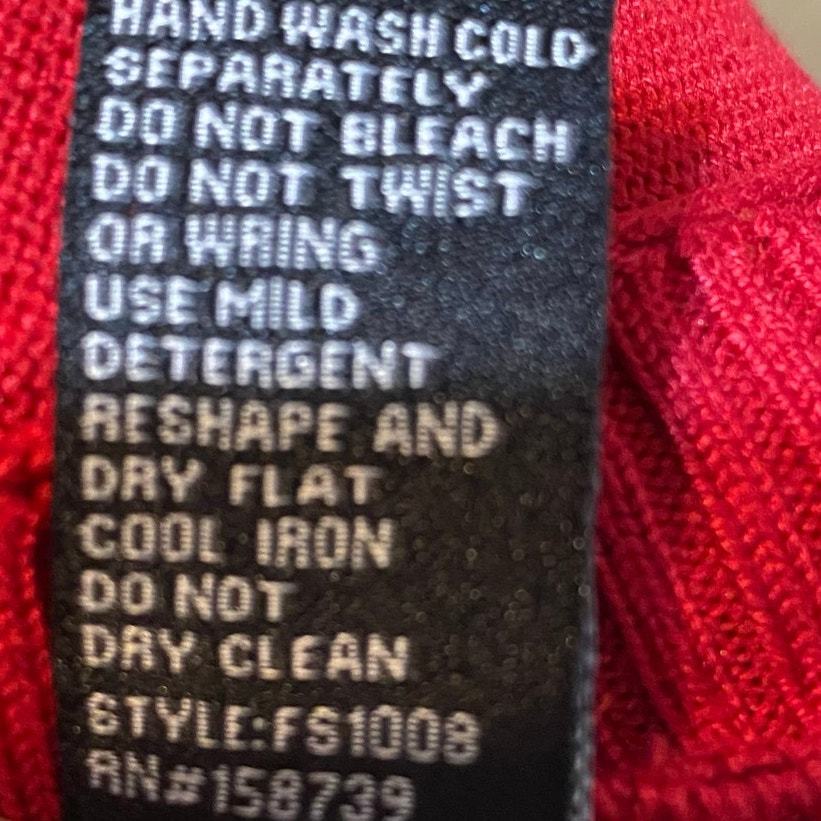 HAND WASH COLD
SEPARATELY
DO NOT BLEACH
DO NOT TWIST
OR WRING
USE MILD
DETERGENT
RESHAPE AND
DRY FLAT
COOL IRON
DO NOT
DRY CLEAN
STYLE:FS1008
RN#158739